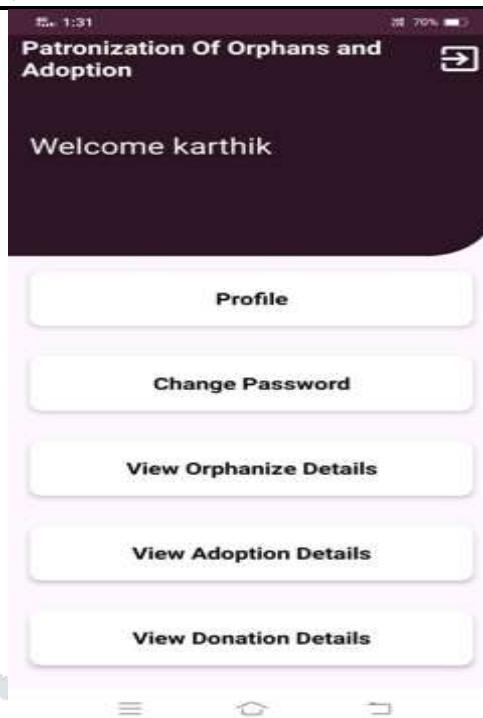 1:31 70%
Patronization Of Orphans and
Adoption
Welcome karthik
Profile
Change Password
View Orphanize Details
View Adoption Details
View Donation Details